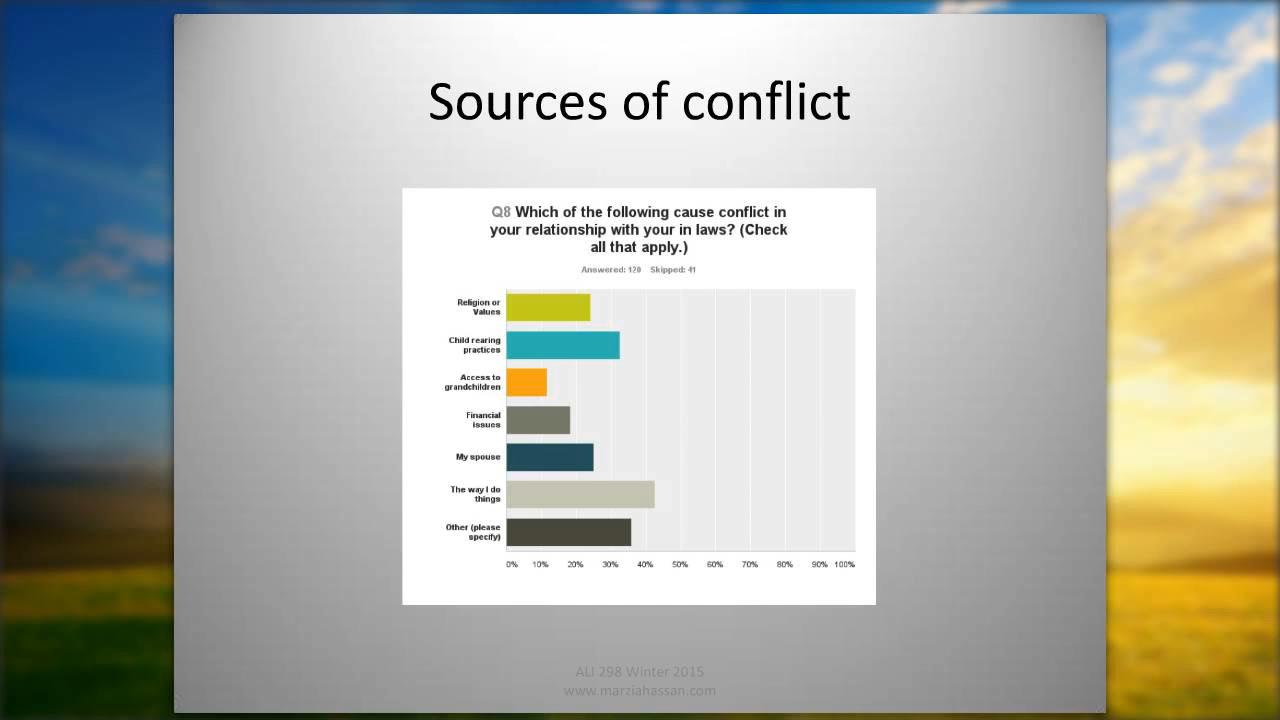 Sources of conflict
Q8 Which of the following cause conflict in
your relationship with your in laws? (Check
all that apply.)
Answered: 120 Skipped: 41
Religion or
Values
Child rearing
practices
Access to
grandchildren
Financial
issues
My spouse
The way I do
things
Other (please
specify)
0% 10% 20% 30% 40% 50% 60% 70% 80% 90% 100%
ALI 298 Winter 2015
www.marziahassan.com